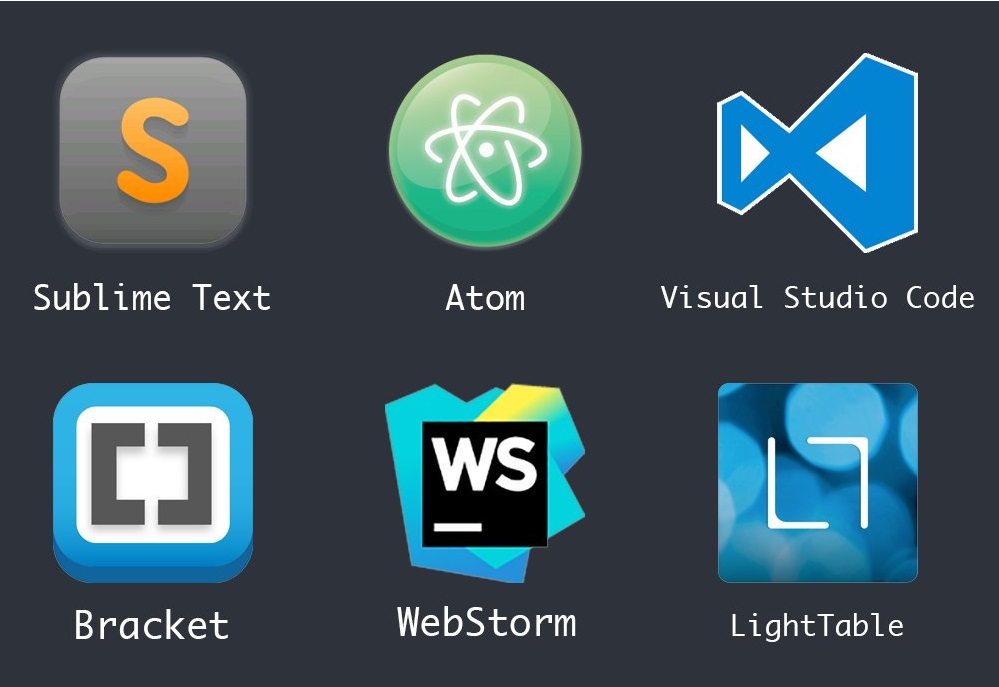 S
Sublime Text
Atom
Visual Studio Code
WS
Bracket
WebStorm
LightTable